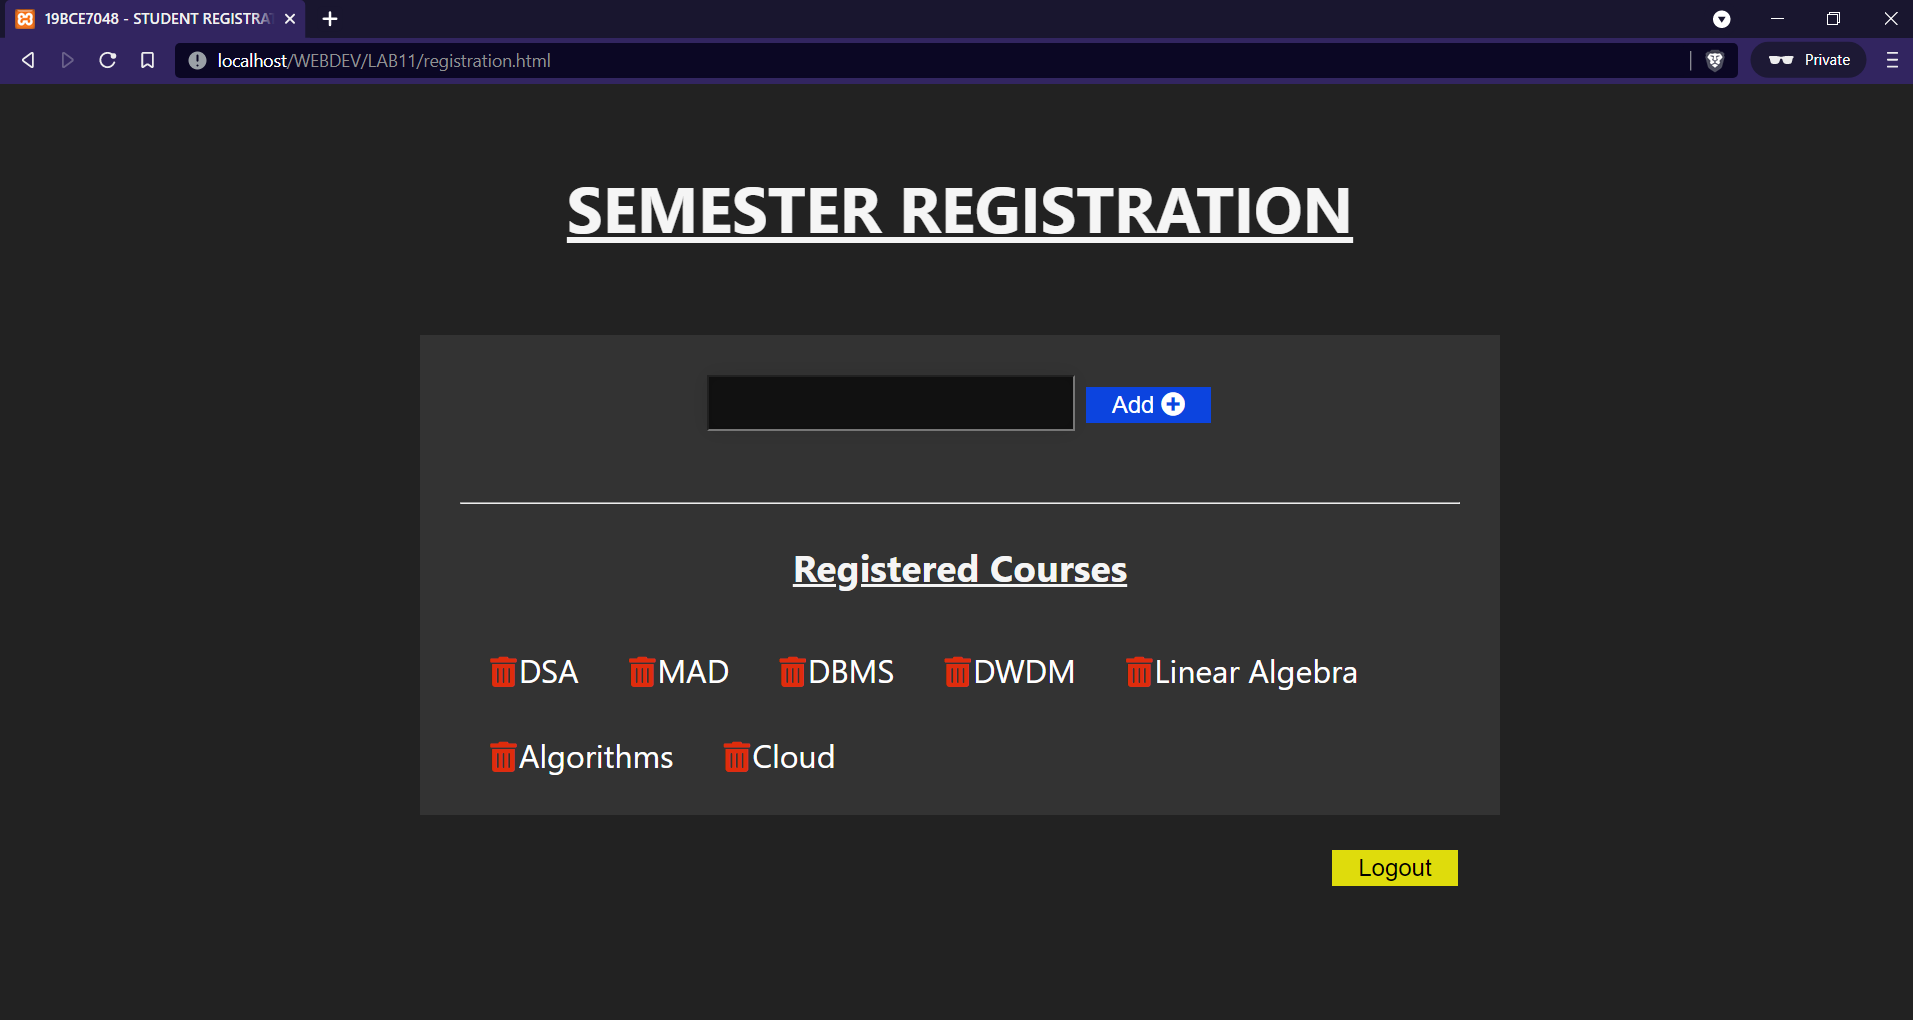 19BCE7048 - STUDENT REGISTRA
localhost/WEBDEV/LAB11/registration.html
Private
SEMESTER REGISTRATION
Add
Registered Courses
DSA MAD DBMS DWDM Linear Algebra
Algorithms Cloud
Logout